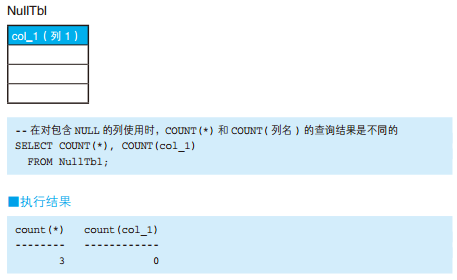 NullTbl
col_1 ( 列 1 )
-- 在对包含 NULL 的列使用时，COUNT(*) 和 COUNT( 列名 ) 的查询结果是不同的
SELECT COUNT(*), COUNT(col_1)
FROM NullTbl;
■执行结果
count(*) count(col_1)
-------- ------------
3 0